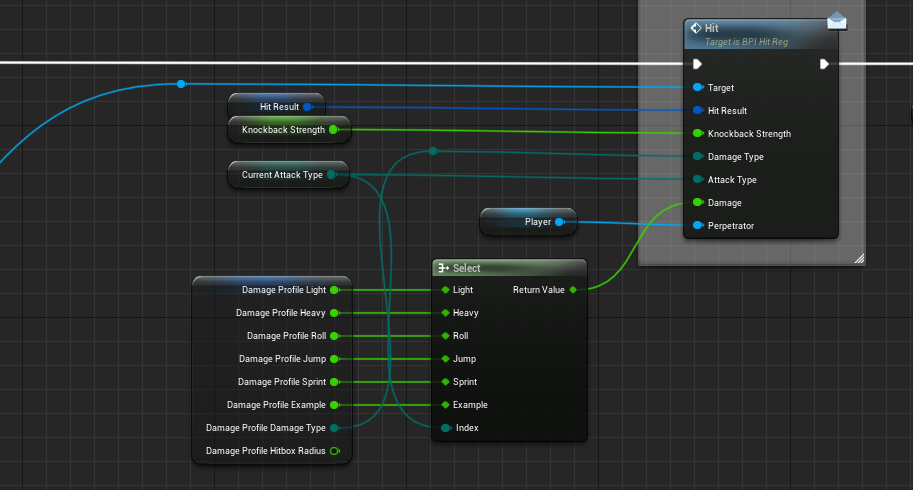 Hit
Target is BPI Hit Reg
Target
Hit Result
Hit Result
Knockback Strength
Knockback Strength
Damage Type
Current Attack Type
Attack Type
Damage
Player
Perpetrator
Select
Damage Profile Light
Light
Return Value
Damage Profile Heavy
Heavy
Damage Profile Roll
Roll
Damage Profile Jump
Jump
Damage Profile Sprint
Sprint
Damage Profile Example
Example
Damage Profile Damage Type
Index
Damage Profile Hitbox Radius